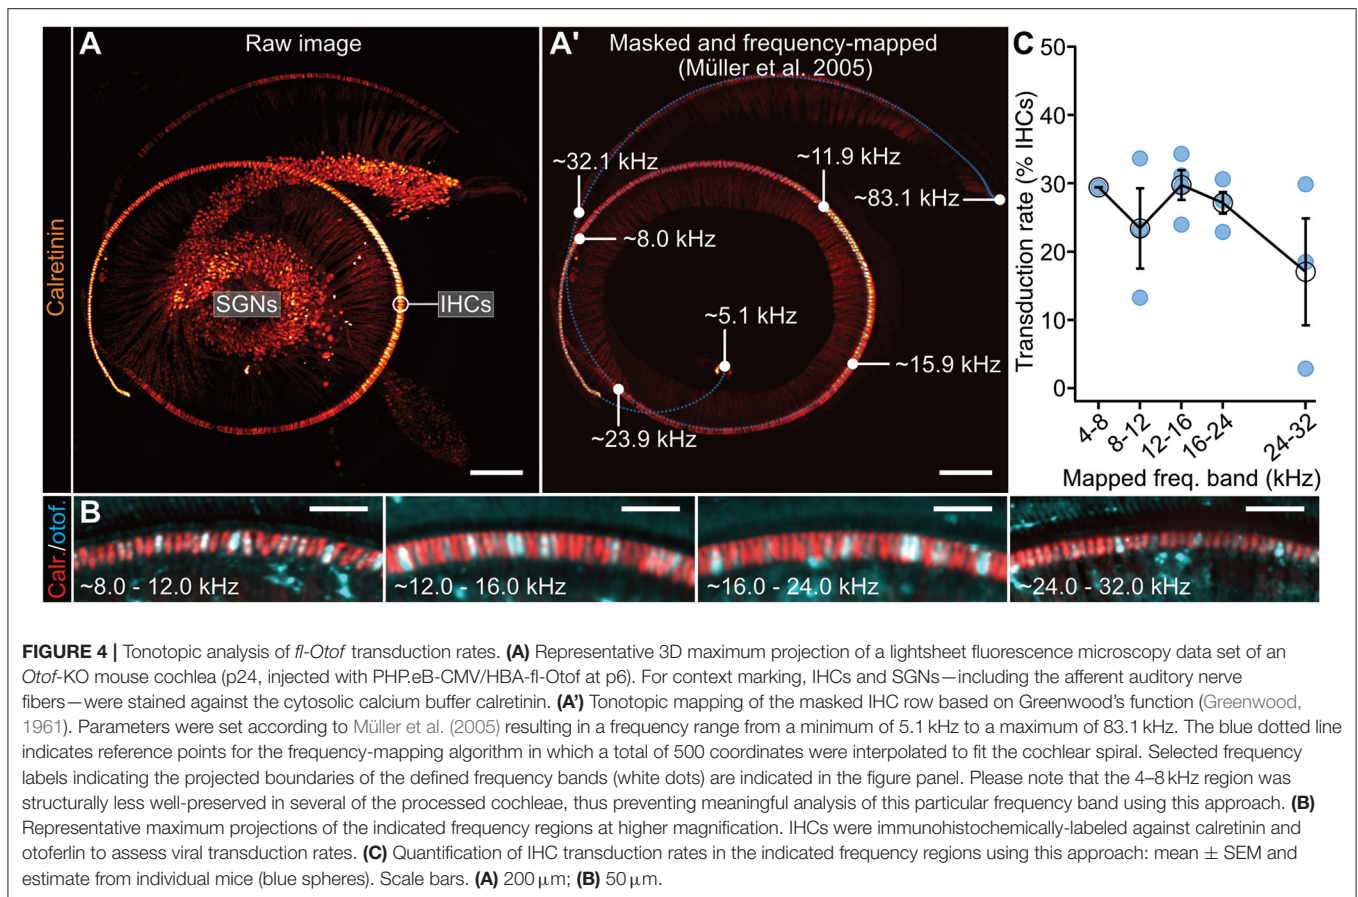 A
Raw image
Calretinin
SGNs
IHCs
A'
Masked and frequency-mapped
(Müller et al. 2005)
~32.1 kHz
~11.9 kHz
~83.1 kHz
~8.0 kHz
~5.1 kHz
~15.9 kHz
~23.9 kHz
C
Transduction rate (% IHCs)
50
40
30
20
10
0
4-8
8-12
12-16
16-24
24-32
Mapped freq. band (kHz)
B
Calr./otof.
~8.0 - 12.0 kHz
~12.0 - 16.0 kHz
~16.0 - 24.0 kHz
~24.0 - 32.0 kHz
FIGURE 4 | Tonotopic analysis of fl-Otof transduction rates. (A) Representative 3D maximum projection of a lightsheet fluorescence microscopy data set of an
Otof-KO mouse cochlea (p24, injected with PHP.eB-CMV/HBA-fl-Otof at p6). For context marking, IHCs and SGNs—including the afferent auditory nerve
fibers—were stained against the cytosolic calcium buffer calretinin. (A’) Tonotopic mapping of the masked IHC row based on Greenwood’s function (Greenwood,
1961). Parameters were set according to Müller et al. (2005) resulting in a frequency range from a minimum of 5.1 kHz to a maximum of 83.1 kHz. The blue dotted line
indicates reference points for the frequency-mapping algorithm in which a total of 500 coordinates were interpolated to fit the cochlear spiral. Selected frequency
labels indicating the projected boundaries of the defined frequency bands (white dots) are indicated in the figure panel. Please note that the 4–8 kHz region was
structurally less well-preserved in several of the processed cochleae, thus preventing meaningful analysis of this particular frequency band using this approach. (B)
Representative maximum projections of the indicated frequency regions at higher magnification. IHCs were immunohistochemically-labeled against calretinin and
otoferlin to assess viral transduction rates. (C) Quantification of IHC transduction rates in the indicated frequency regions using this approach: mean ± SEM and
estimate from individual mice (blue spheres). Scale bars. (A) 200 μm; (B) 50 μm.